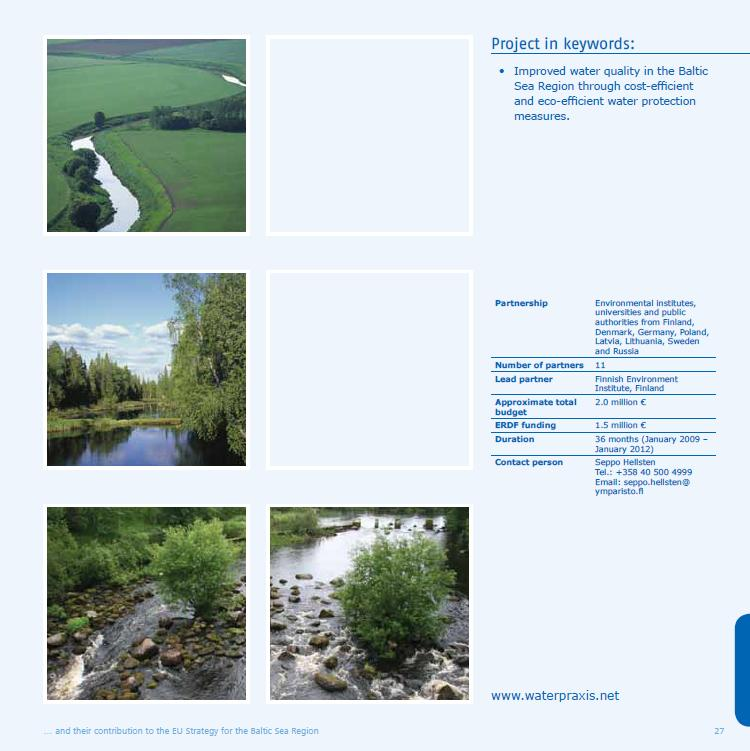 Project in keywords:
• Improved water quality in the Baltic
Sea Region through cost-efficient
and eco-efficient water protection
measures.
Partnership Environmental institutes,
universities and public
authorities from Finland,
Denmark, Germany, Poland,
Latvia, Lithuania, Sweden
and Russia
Number of partners 11
Lead partner Finnish Environment
Institute, Finland
Approximate total 2.0 million €
budget
ERDF funding 1.5 million €
Duration 36 months (January 2009 –
January 2012)
Contact person Seppo Hellsten
Tel.: +358 40 500 4999
Email: seppo.hellsten@
ymparisto.fi
www.waterpraxis.net
... and their contribution to the EU Strategy for the Baltic Sea Region 27